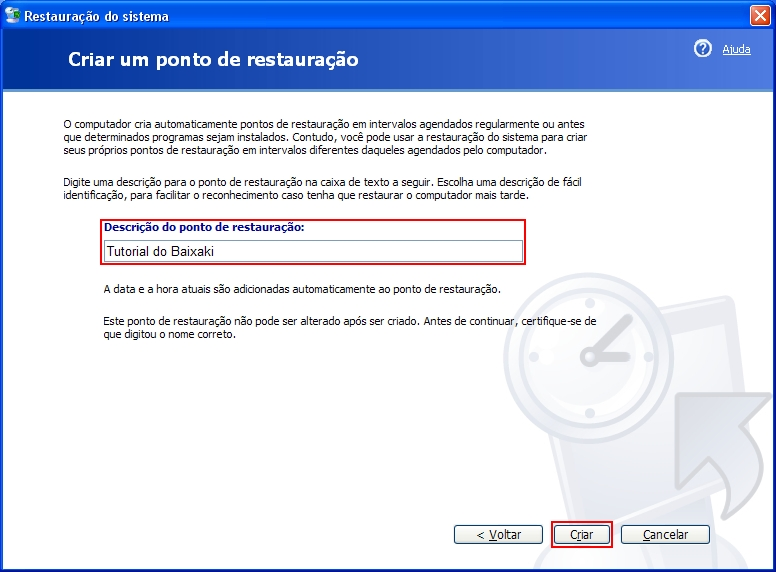 Restauração do sistema
Criar um ponto de restauração
Ajuda
O computador cria automaticamente pontos de restauração em intervalos agendados regularmente ou antes
que determinados programas sejam instalados. Contudo, você pode usar a restauração do sistema para criar
seus próprios pontos de restauração em intervalos diferentes daqueles agendados pelo computador.
Digite uma descrição para o ponto de restauração na caixa de texto a seguir. Escolha uma descrição de fácil
identificação, para facilitar o reconhecimento caso tenha que restaurar o computador mais tarde.
Descrição do ponto de restauração:
Tutorial do Baixaki
A data e a hora atuais são adicionadas automaticamente ao ponto de restauração.
Este ponto de restauração não pode ser alterado após ser criado. Antes de continuar, certifique-se de
que digitou o nome correto.
< Voltar
Criar
Cancelar